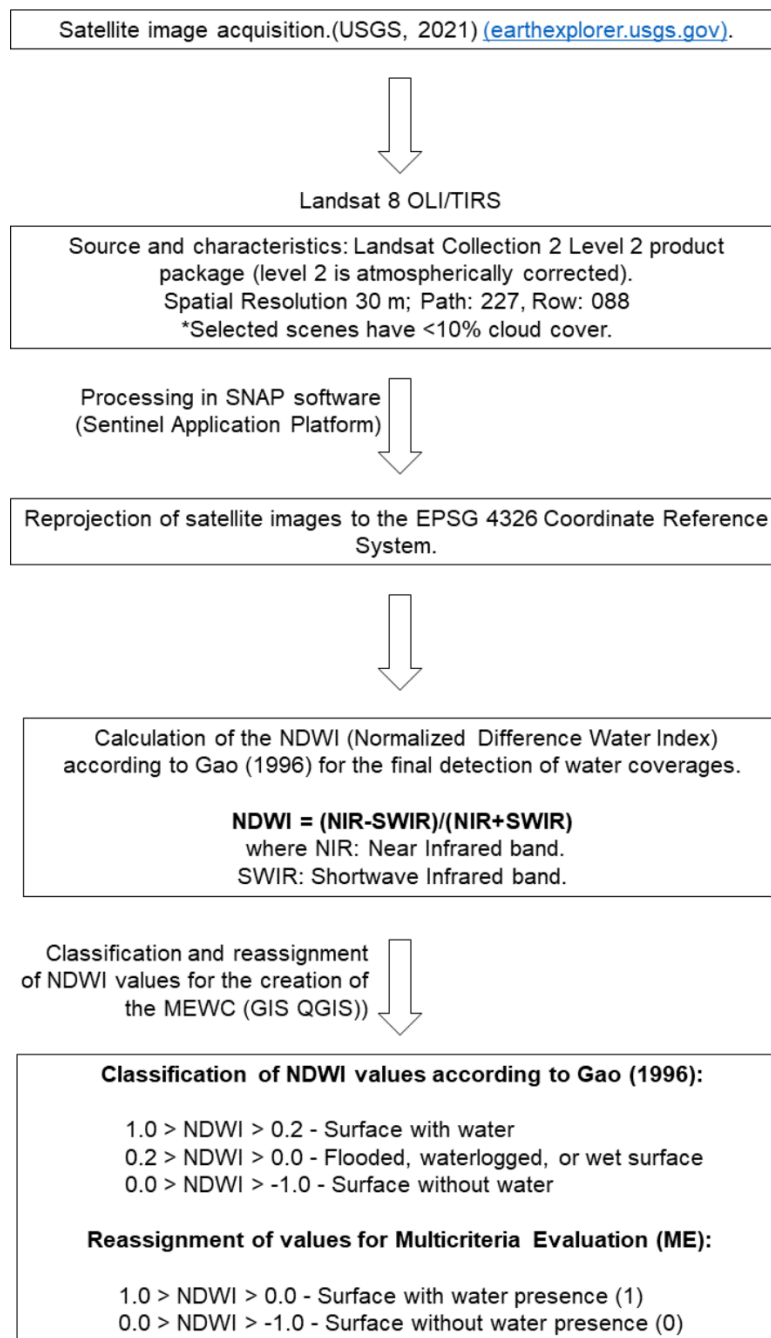 Satellite image acquisition.(USGS, 2021) (earthexplorer.usgs.gov).
Landsat 8 OLI/TIRS
Source and characteristics: Landsat Collection 2 Level 2 product
package (level 2 is atmospherically corrected).
Spatial Resolution 30 m; Path: 227, Row: 088
*Selected scenes have <10% cloud cover.
Processing in SNAP software
(Sentinel Application Platform)
Reprojection of satellite images to the EPSG 4326 Coordinate Reference
System.
Calculation of the NDWI (Normalized Difference Water Index)
according to Gao (1996) for the final detection of water coverages.
NDWI = (NIR-SWIR)/(NIR+SWIR)
where NIR: Near Infrared band.
SWIR: Shortwave Infrared band.
Classification and reassignment
of NDWI values for the creation of
the MEWC (GIS QGIS))
Classification of NDWI values according to Gao (1996):
1.0 > NDWI > 0.2 - Surface with water
0.2 > NDWI > 0.0 - Flooded, waterlogged, or wet surface
0.0 > NDWI > -1.0 - Surface without water
Reassignment of values for Multicriteria Evaluation (ME):
1.0 > NDWI > 0.0 - Surface with water presence (1)
0.0 > NDWI > -1.0 - Surface without water presence (0)